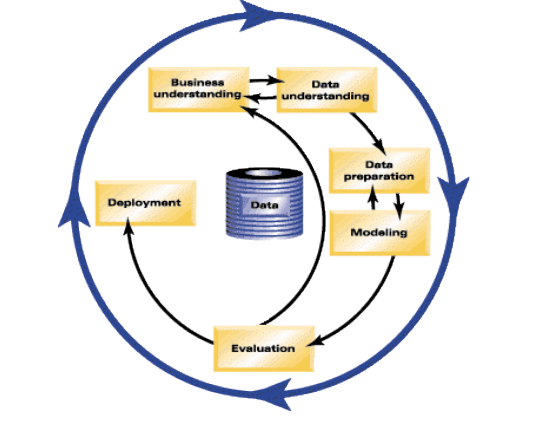 Business
understanding
Data
understanding
Data
preparation
Deployment
Data
Modeling
Evaluation